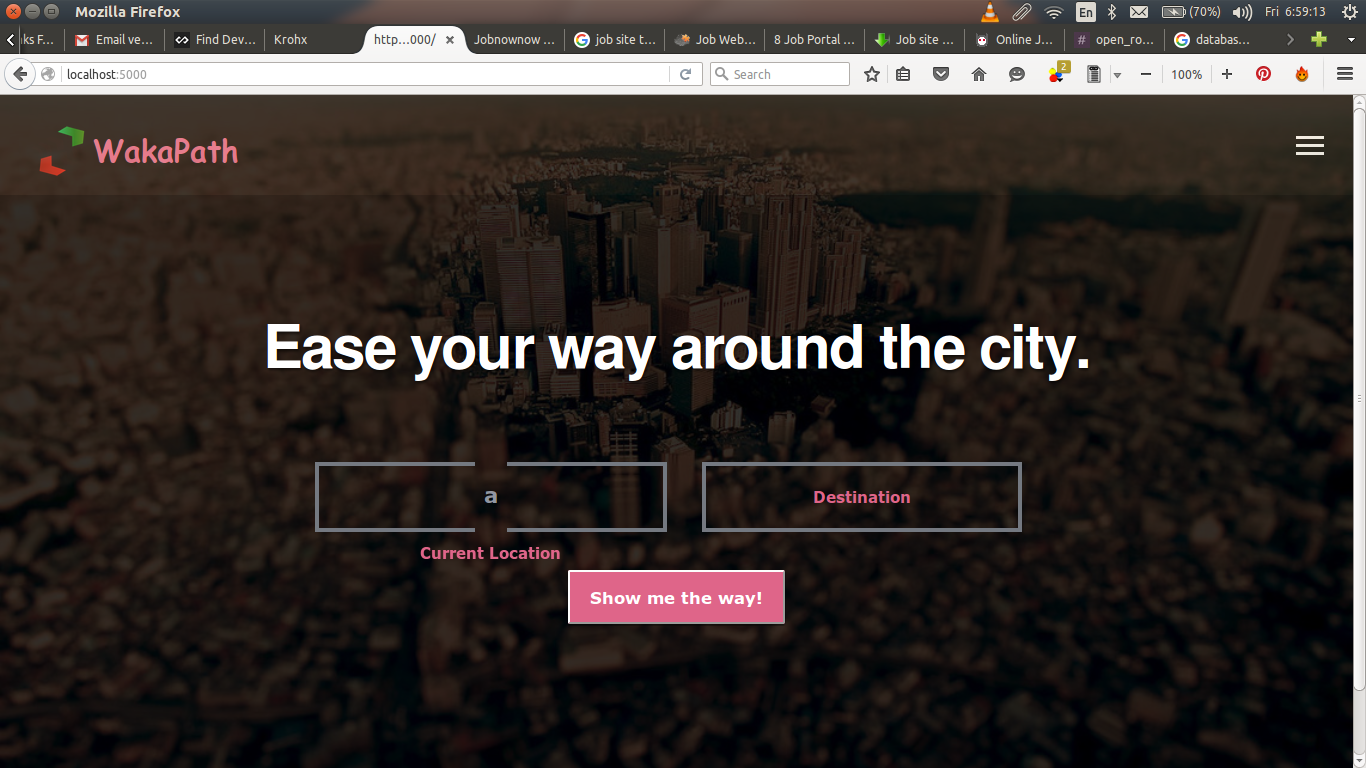 Mozilla Firefox
En
(70%)
Fri 6:59:13
ks F...
Email ve...
Find Dev...
Krohx
http...000/
Jobnownow ...
job site t...
Job Web...
8 Job Portal ...
Job site ...
Online J...
# open_ro...
databas...
localhost:5000
Search
2
100%
WakaPath
Ease your way around the city.
a
Destination
Current Location
Show me the way!